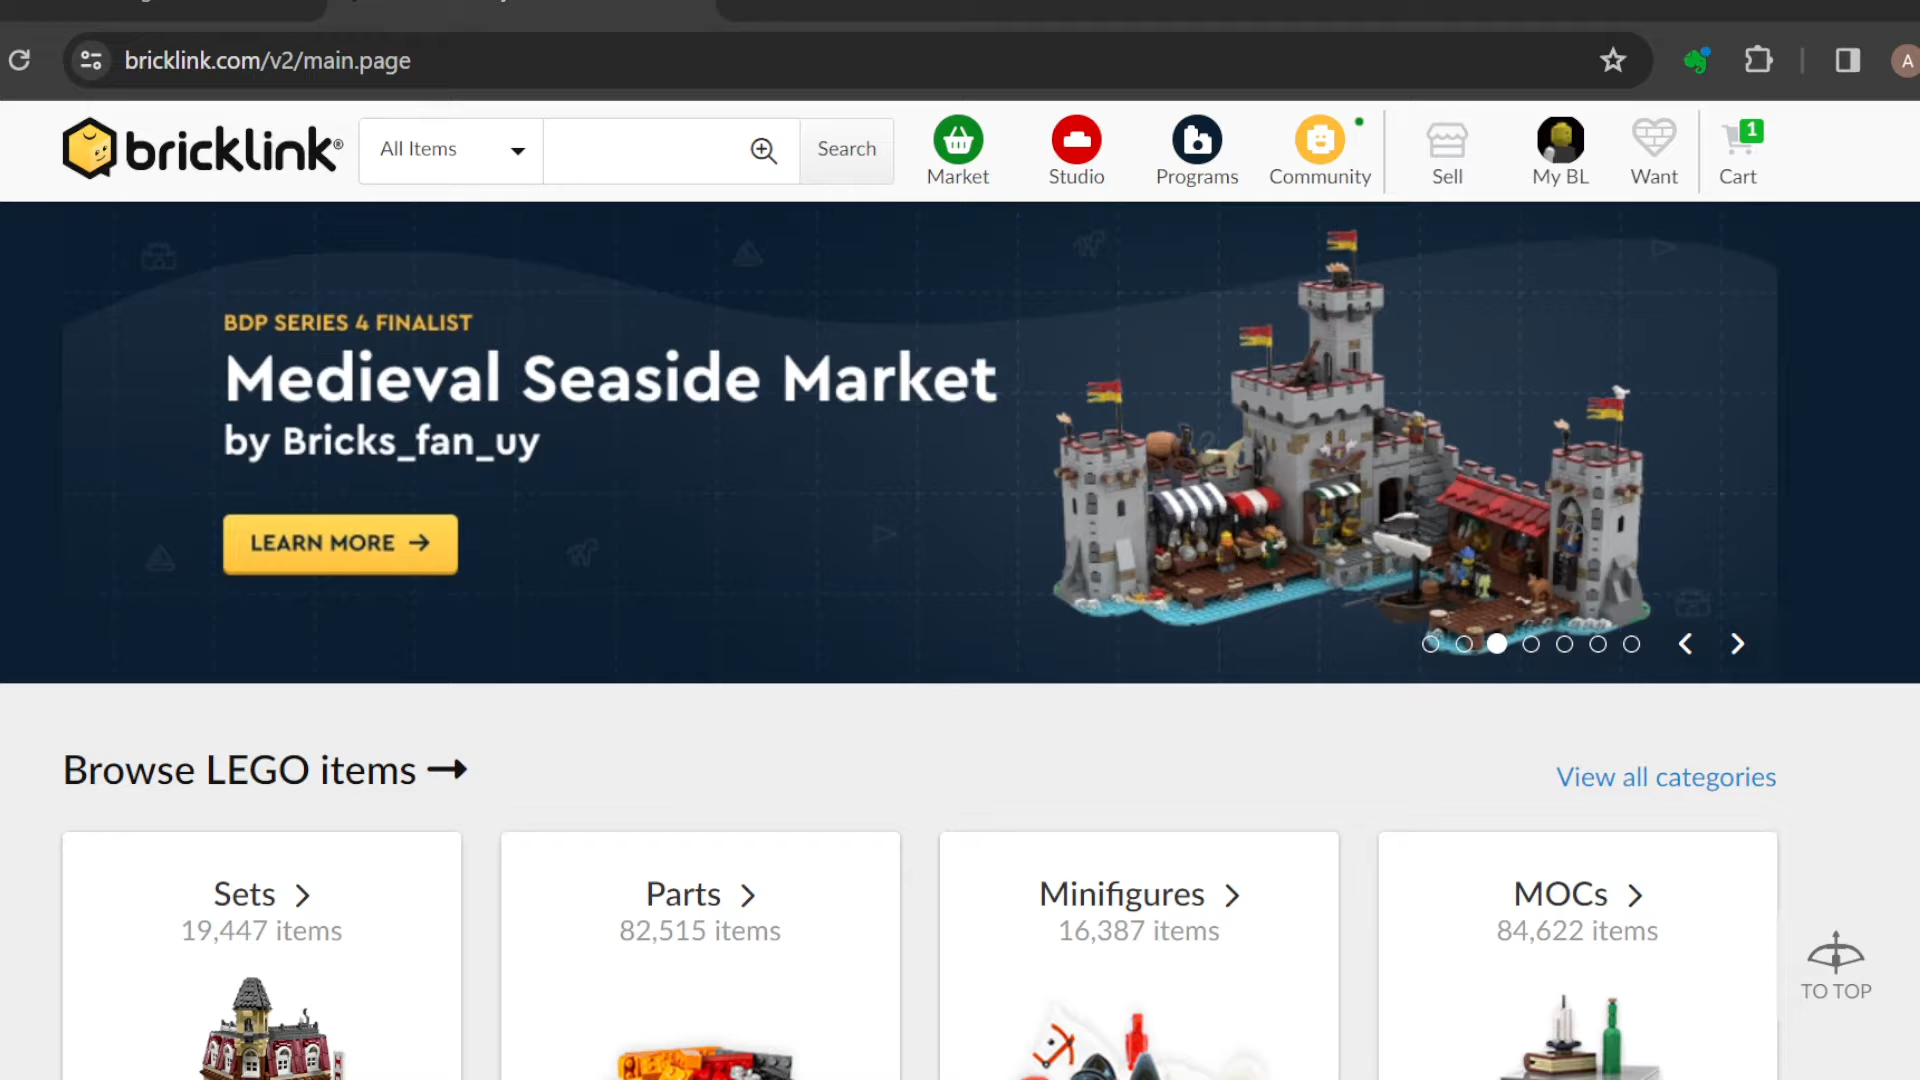 bricklink.com/v2/main.page
A
bricklink®
All Items
Search
Market
Studio
Programs
Community
Sell
My BL
Want
1
Cart
BDP SERIES 4 FINALIST
Medieval Seaside Market
by Bricks_fan_uy
LEARN MORE →
Browse LEGO items →
View all categories
Sets >
19,447 items
Parts >
82,515 items
Minifigures >
16,387 items
MOCs >
84,622 items
TO TOP